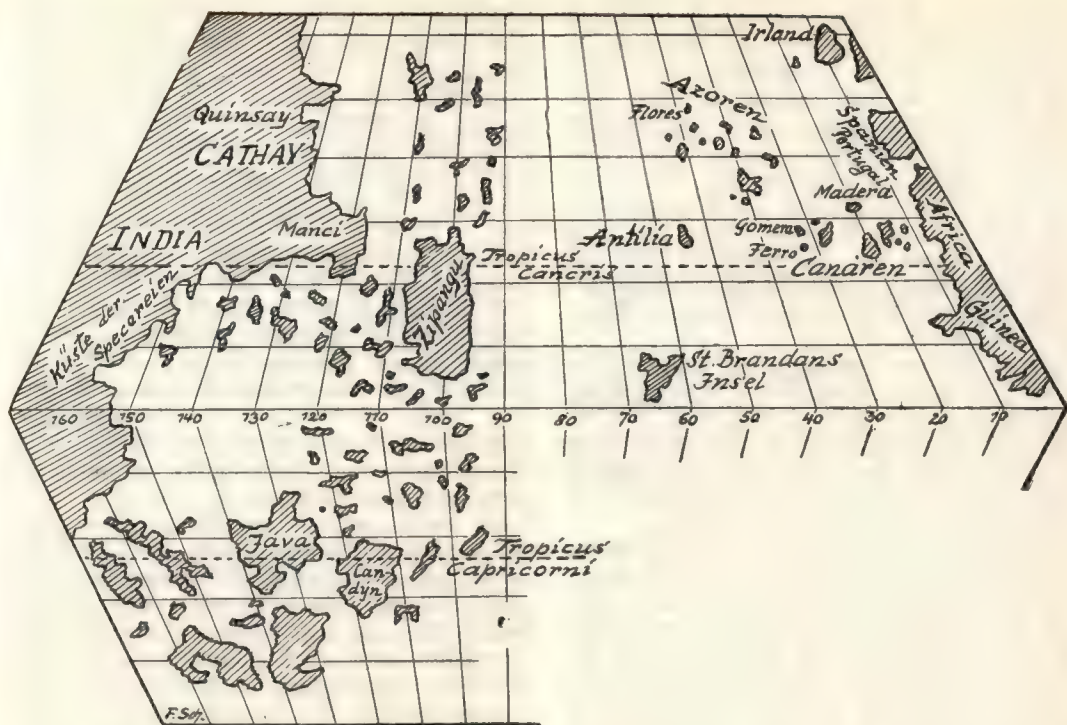 Irland
Azoren
Flores
Quinsay
CATHAY
Spanien
Portugal
Madera
Africa
INDIA
Manci
Antilia
Gomera
Ferro
Canaren
Tropicus
Cancris
Zipangu
Guinea
Küste der
Specereien
St. Brandans
Insel
160 150 140 130 120 110 100 90 80 70 60 50 40 30 20 10
Java
Can-
dyn
Tropicus
Capricorni
F. Sch.